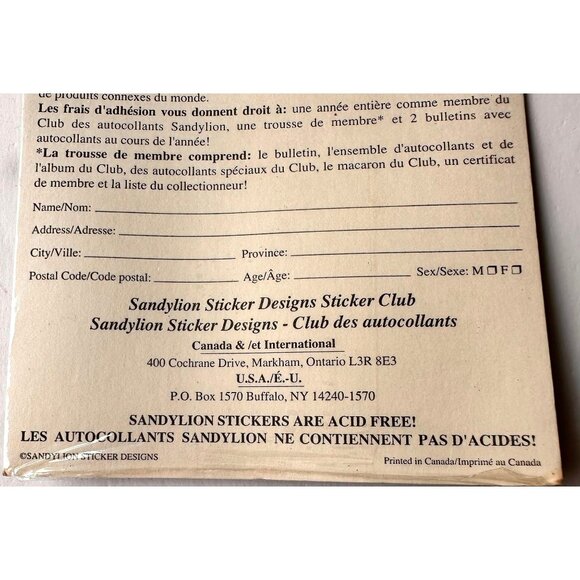 de produits connexes du monde.
Les frais d'adhésion vous donnent droit à: une année entière comme membre du
Club des autocollants Sandylion, une trousse de membre* et 2 bulletins avec
autocollants au cours de l'année!
*La trousse de membre comprend: le bulletin, l'ensemble d'autocollants et de
l'album du Club, des autocollants spéciaux du Club, le macaron du Club, un certificat
de membre et la liste du collectionneur!
Name/Nom:
Address/Adresse:
City/Ville: Province:
Postal Code/Code postal: Age/Âge: Sex/Sexe: M F
Sandylion Sticker Designs Sticker Club
Sandylion Sticker Designs - Club des autocollants
Canada & /et International
400 Cochrane Drive, Markham, Ontario L3R 8E3
U.S.A./É.-U.
P.O. Box 1570 Buffalo, NY 14240-1570
SANDYLION STICKERS ARE ACID FREE!
LES AUTOCOLLANTS SANDYLION NE CONTIENNENT PAS D'ACIDES!
©SANDYLION STICKER DESIGNS Printed in Canada/Imprimé au Canada